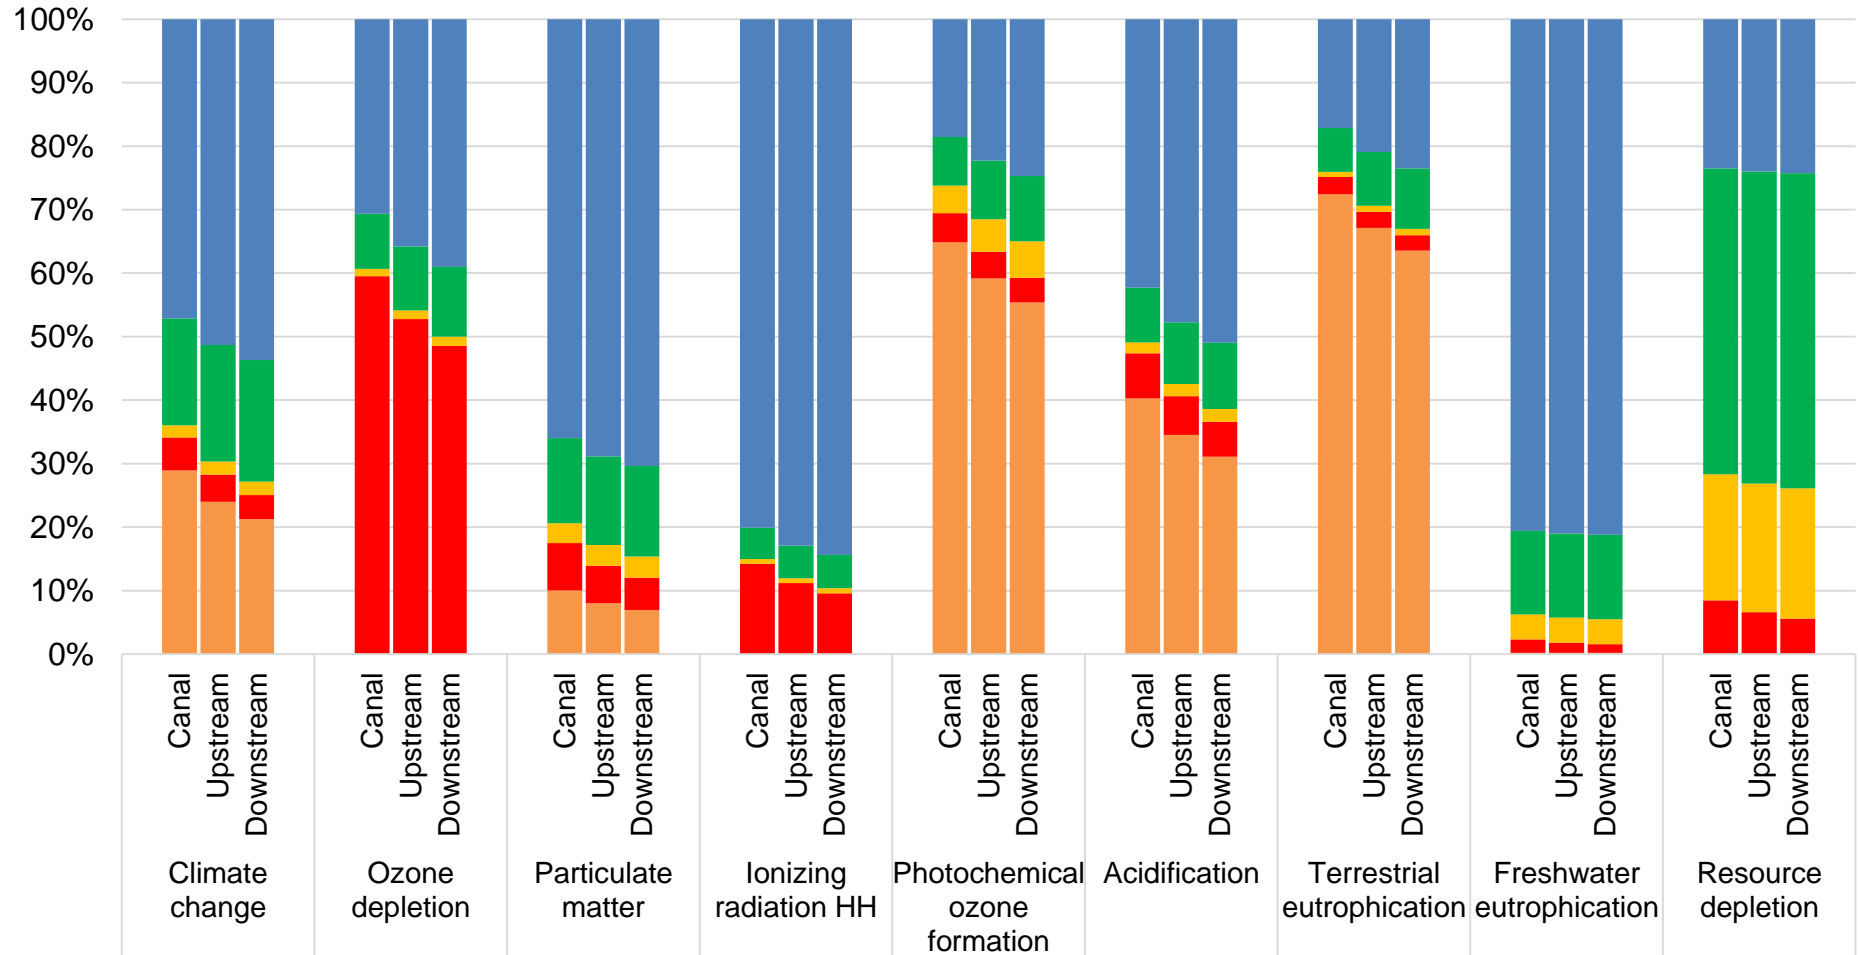 100%
90%
80%
70%
60%
50%
40%
30%
20%
10%
0%
Canal
Upstream
Downstream
Canal
Upstream
Downstream
Canal
Upstream
Downstream
Canal
Upstream
Downstream
Canal
Upstream
Downstream
Canal
Upstream
Downstream
Canal
Upstream
Downstream
Canal
Upstream
Downstream
Canal
Upstream
Downstream
Climate
change
Ozone
depletion
Particulate
matter
Ionizing
radiation HH
Photochemical
ozone
formation
Acidification
Terrestrial
eutrophication
Freshwater
eutrophication
Resource
depletion